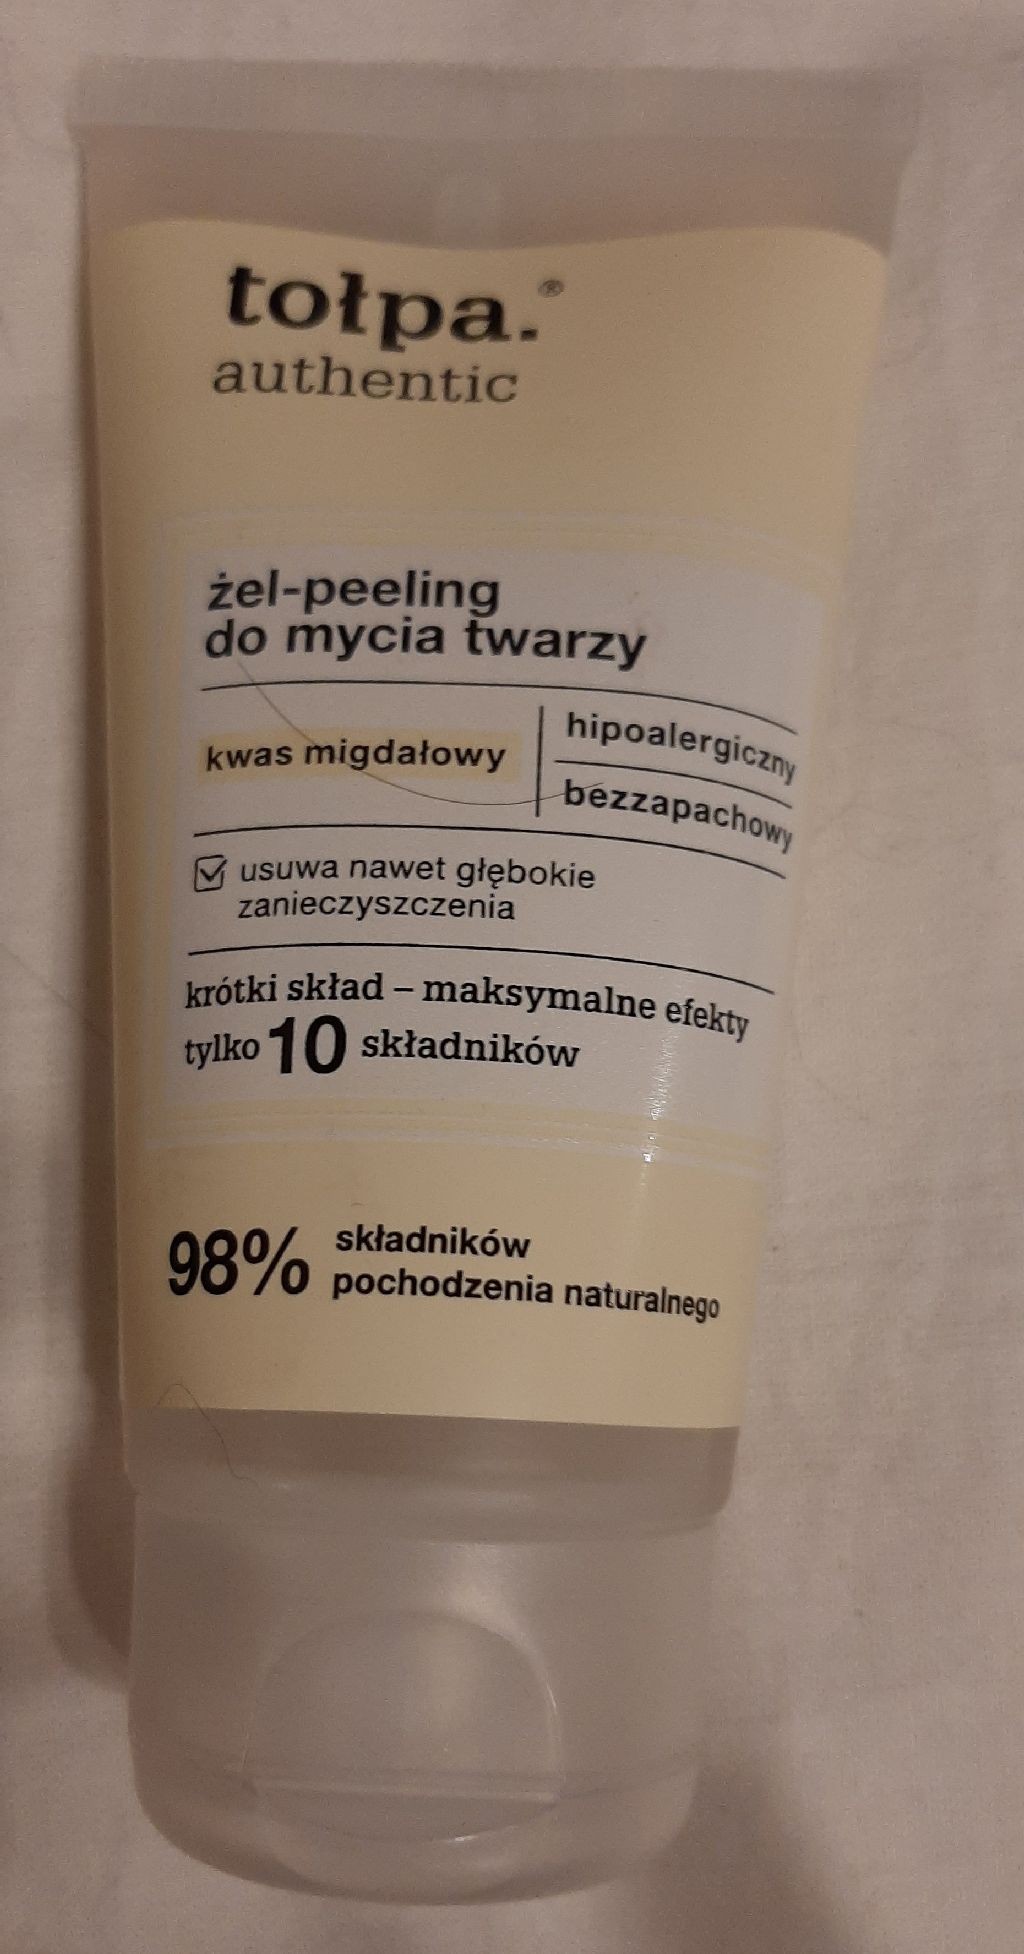 tołpa.®
authentic
żel-peeling
do mycia twarzy
kwas migdałowy
hipoalergiczny
bezzapachowy
usuwa nawet głębokie
zanieczyszczenia
krótki skład – maksymalne efekty
tylko 10 składników
98% składników
pochodzenia naturalnego